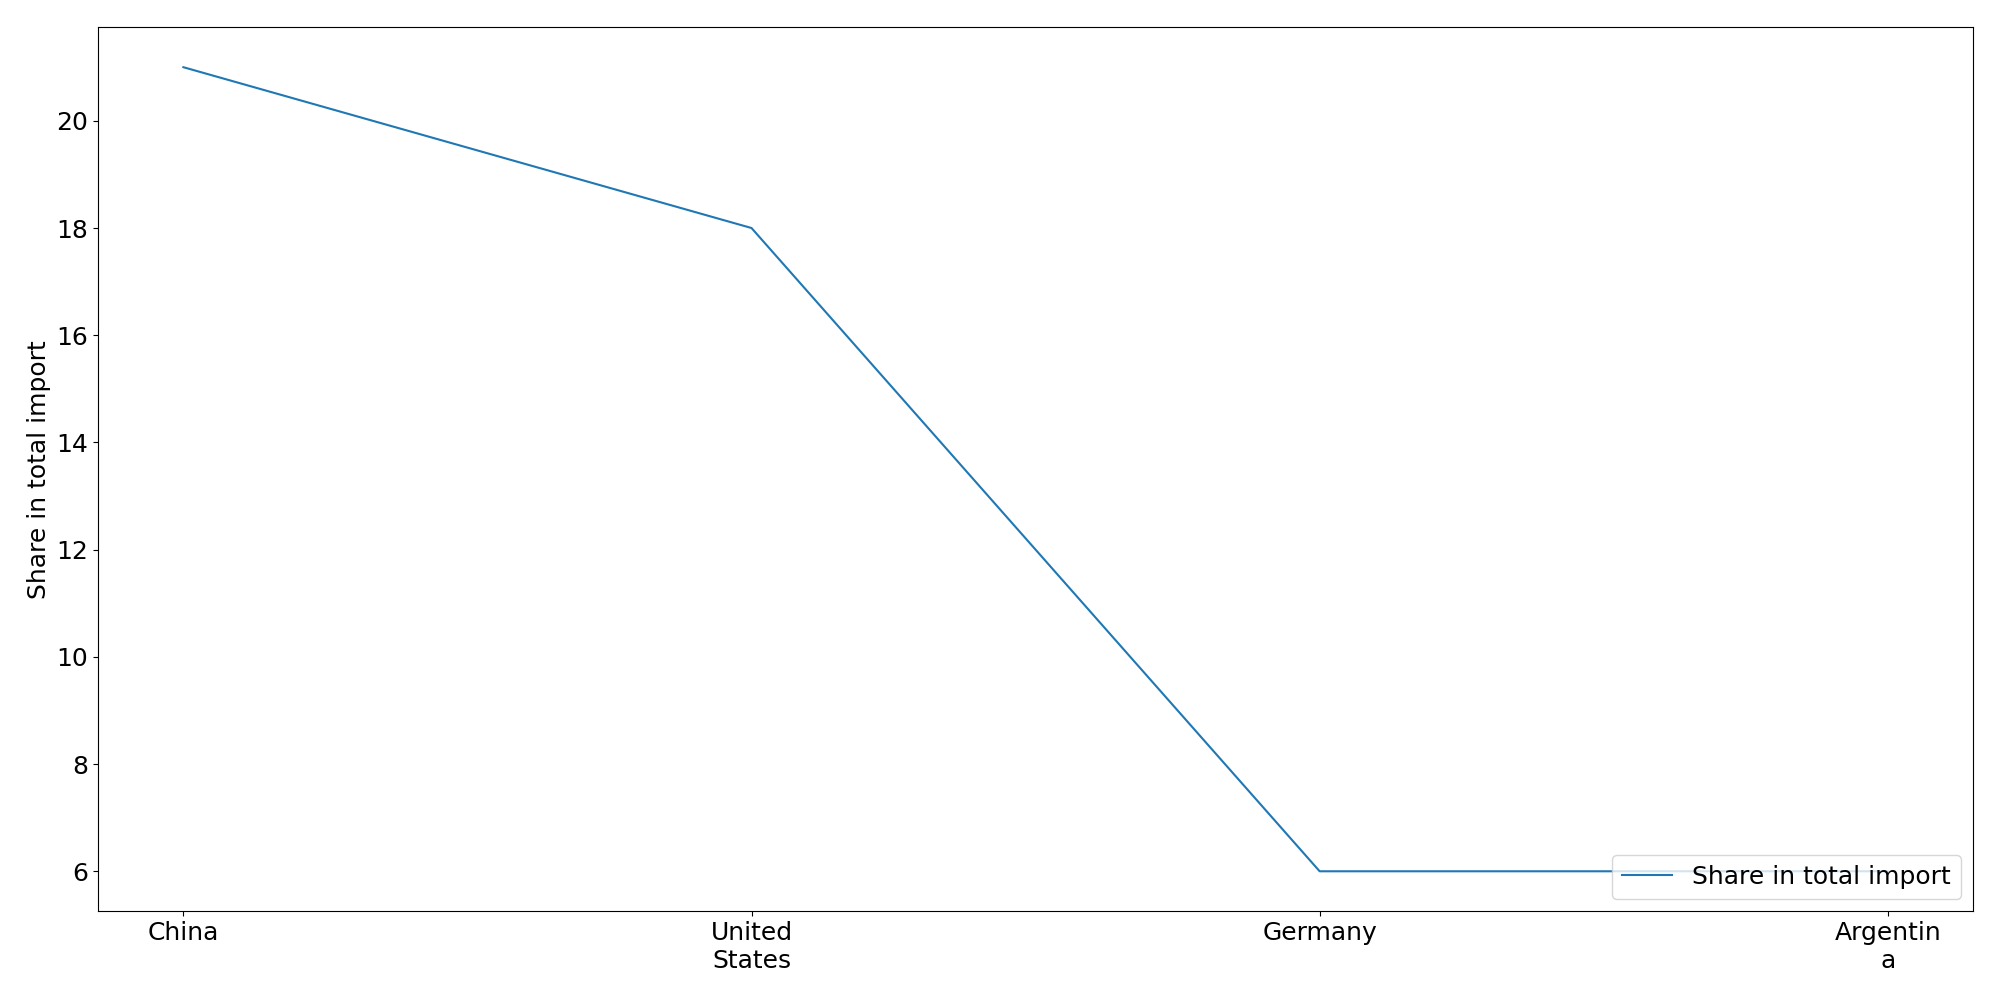 Share in total import
20
18
16
14
12
10
8
6
Share in total import
China
United
States
Germany
Argentin
a